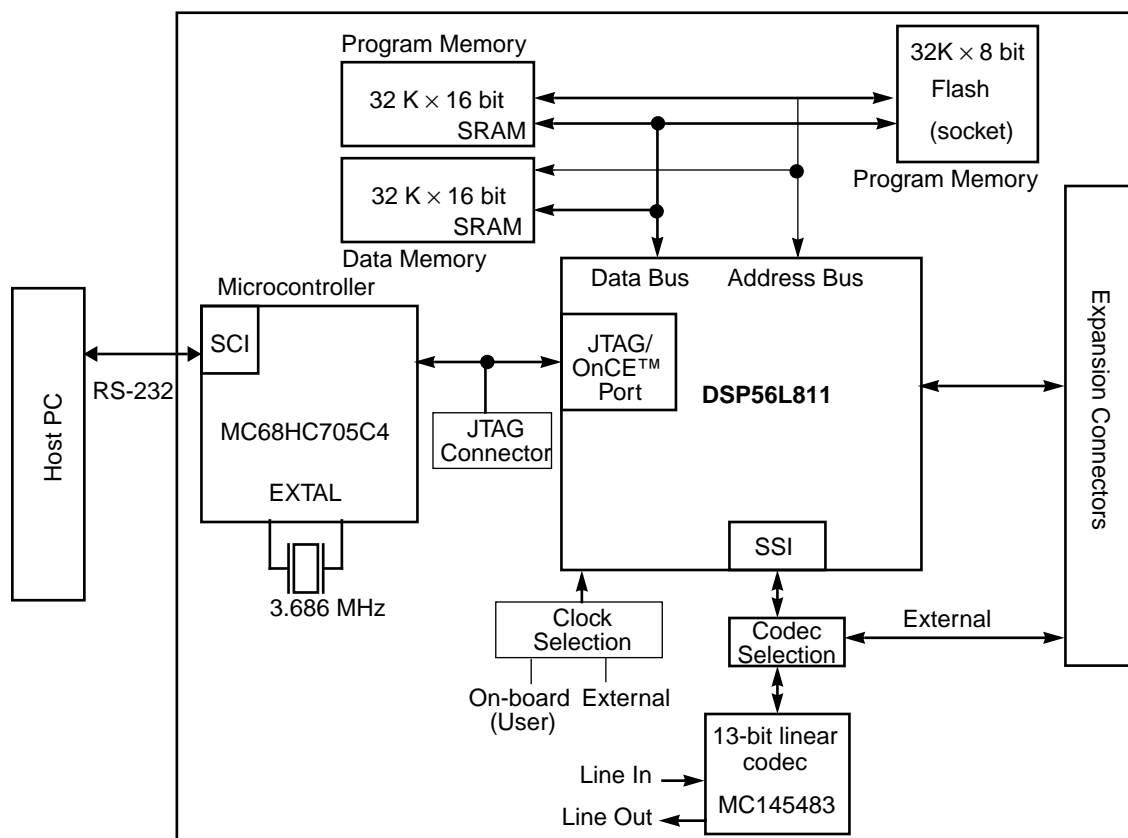 Program Memory
32 K × 16 bit
SRAM
32K × 8 bit
Flash
(socket)
Program Memory
32 K × 16 bit
SRAM
Data Memory
Data Bus
Address Bus
Microcontroller
SCI
RS-232
Host PC
MC68HC705C4
EXTAL
3.686 MHz
JTAG
Connector
JTAG/
OnCE™
Port
DSP56L811
SSI
Expansion Connectors
Clock
Selection
On-board
(User)
External
Codec
Selection
External
13-bit linear
codec
MC145483
Line In
Line Out